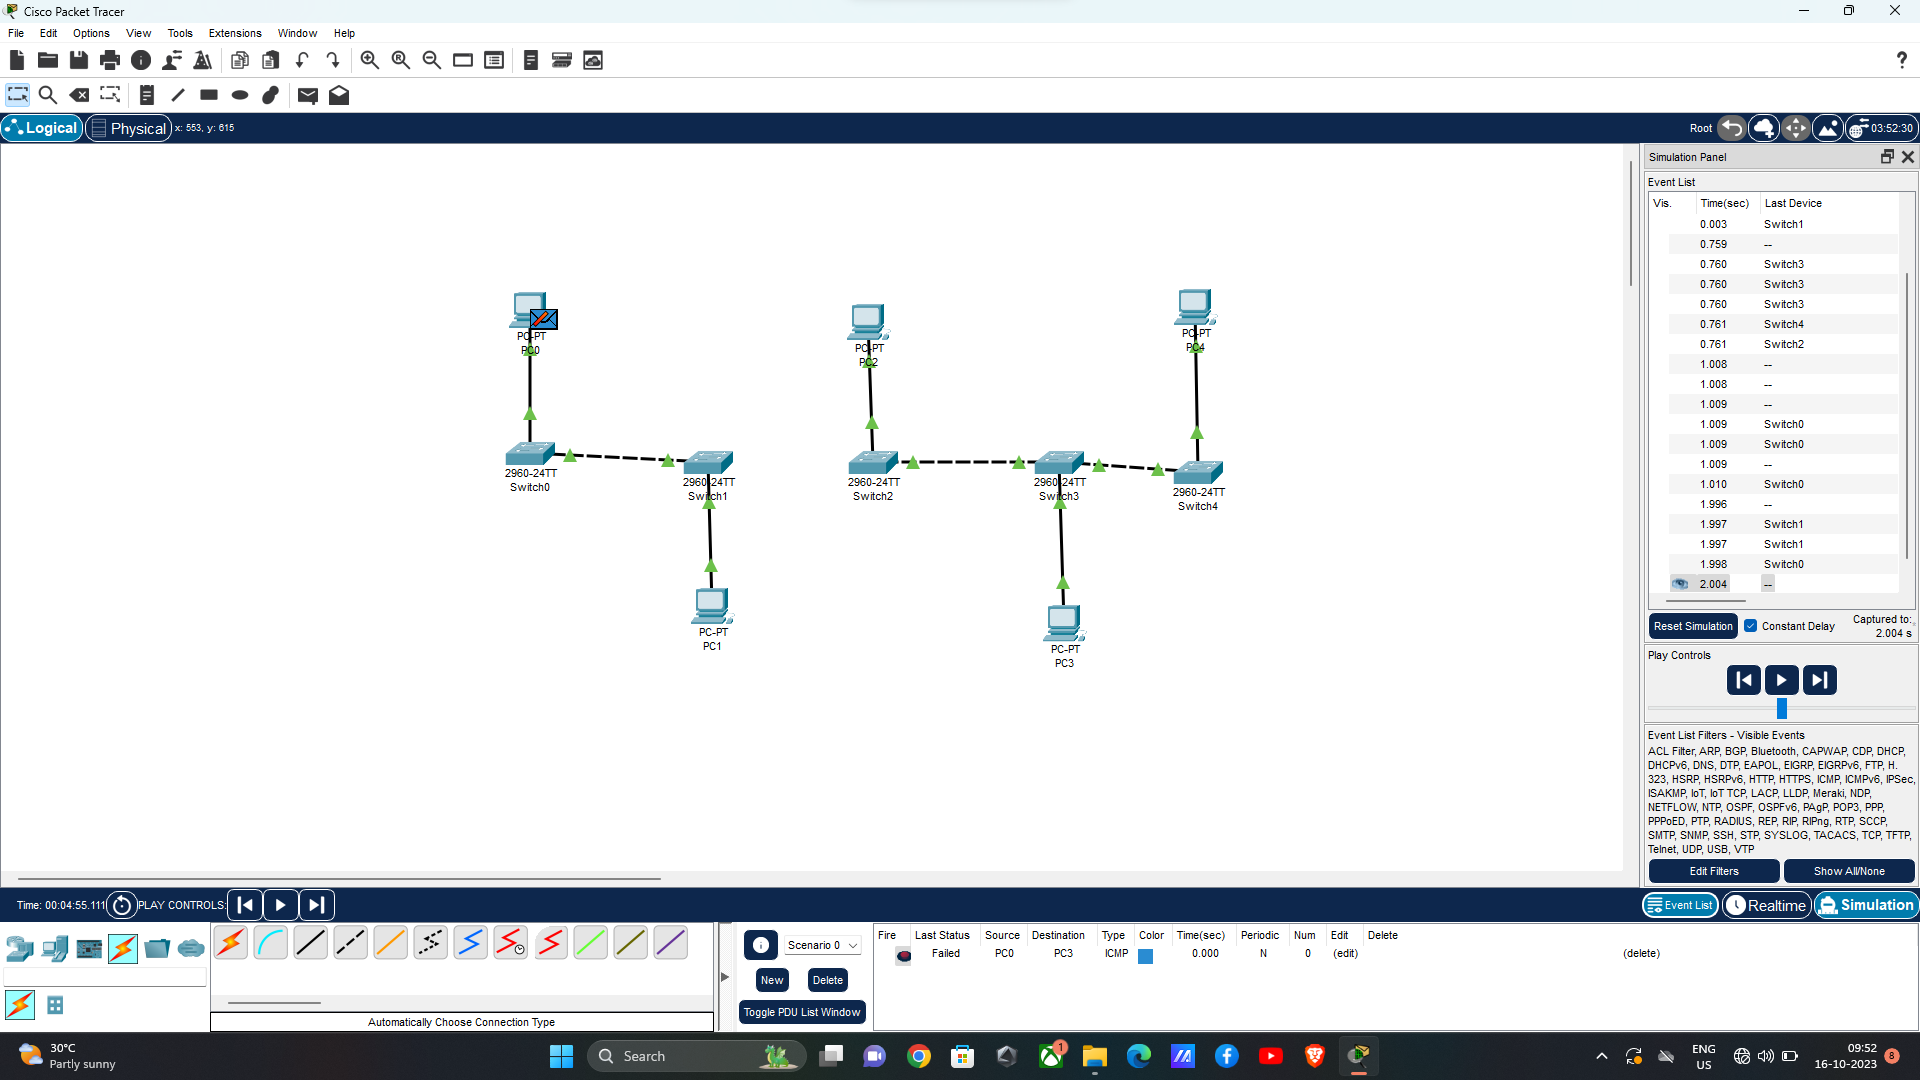 Cisco Packet Tracer
File Edit Options View Tools Extensions Window Help
Logical Physical x: 553, y: 615 Root 03:52:30
Simulation Panel
Event List
Vis. Time(sec) Last Device
0.003 Switch1
0.759 --
0.760 Switch3
0.760 Switch3
0.760 Switch3
0.761 Switch4
0.761 Switch2
1.008 --
1.008 --
1.009 --
1.009 Switch0
1.009 Switch0
1.009 --
1.010 Switch0
1.996 --
1.997 Switch1
1.997 Switch1
1.998 Switch0
2.004 --
Reset Simulation Constant Delay Captured to:
2.004 s
Play Controls
Event List Filters - Visible Events
ACL Filter, ARP, BGP, Bluetooth, CAPWAP, CDP, DHCP,
DHCPv6, DNS, DTP, EAPOL, EIGRP, EIGRPv6, FTP, H.
323, HSRP, HSRPv6, HTTP, HTTPS, ICMP, ICMPv6, IPSec,
ISAKMP, IoT, IoT TCP, LACP, LLDP, Meraki, NDP,
NETFLOW, NTP, OSPF, OSPFv6, PAgP, POP3, PPP,
PPPoED, PTP, RADIUS, REP, RIP, RIPng, RTP, SCCP,
SMTP, SNMP, SSH, STP, SYSLOG, TACACS, TCP, TFTP,
Telnet, UDP, USB, VTP
Edit Filters Show All/None
PC-PT
PC0
PC-PT
PC2
PC-PT
PC4
2960-24TT
Switch0
2960-24TT
Switch1
2960-24TT
Switch2
2960-24TT
Switch3
2960-24TT
Switch4
PC-PT
PC1
PC-PT
PC3
Time: 00:04:55.111 PLAY CONTROLS: Event List Realtime Simulation
Scenario 0
New Delete
Toggle PDU List Window
Fire Last Status Source Destination Type Color Time(sec) Periodic Num Edit Delete
Failed PC0 PC3 ICMP 0.000 N 0 (edit) (delete)
Automatically Choose Connection Type
30°C
Partly sunny
Search
1
ENG
US
09:52
16-10-2023
8